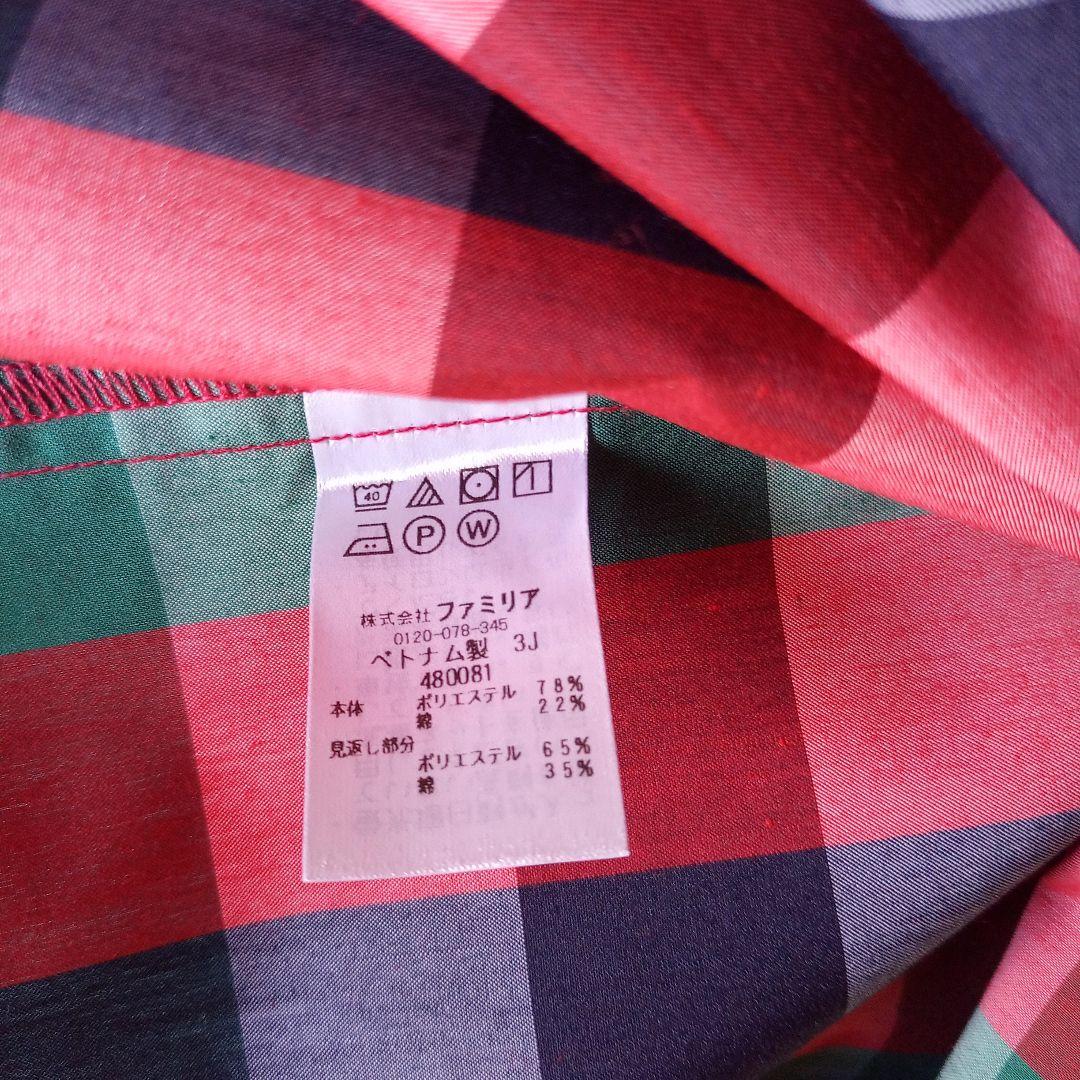 40
P W
株式会社 ファミリア
0120-078-345
ベトナム製 3J
480081
本体 ポリエステル 78%
綿 22%
見返し部分
ポリエステル 65%
綿 35%